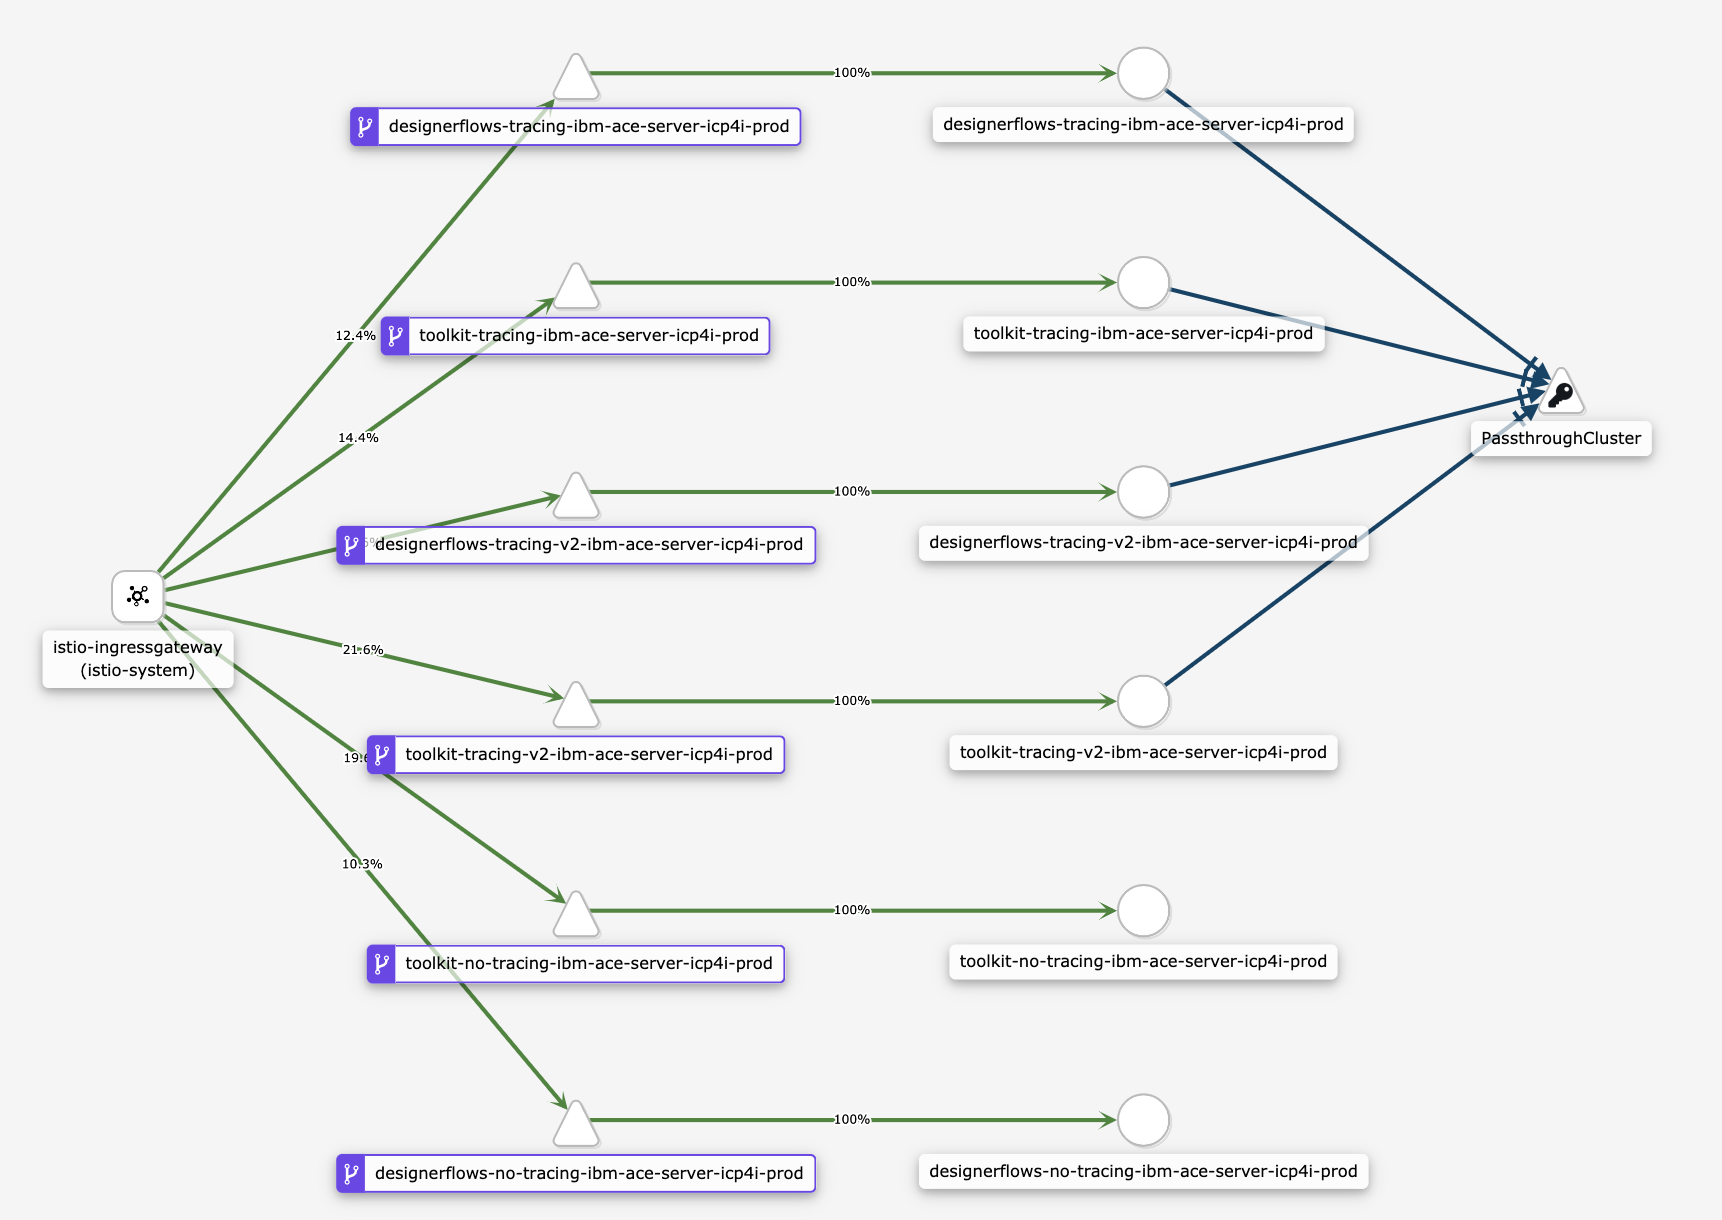 100%
designerflows-tracing-ibm-ace-server-icp4i-prod
designerflows-tracing-ibm-ace-server-icp4i-prod
12.4%
100%
toolkit-tracing-ibm-ace-server-icp4i-prod
toolkit-tracing-ibm-ace-server-icp4i-prod
14.4%
PassthroughCluster
100%
designerflows-tracing-v2-ibm-ace-server-icp4i-prod
designerflows-tracing-v2-ibm-ace-server-icp4i-prod
istio-ingressgateway
(istio-system)
21.6%
100%
toolkit-tracing-v2-ibm-ace-server-icp4i-prod
toolkit-tracing-v2-ibm-ace-server-icp4i-prod
10.3%
100%
toolkit-no-tracing-ibm-ace-server-icp4i-prod
toolkit-no-tracing-ibm-ace-server-icp4i-prod
100%
designerflows-no-tracing-ibm-ace-server-icp4i-prod
designerflows-no-tracing-ibm-ace-server-icp4i-prod